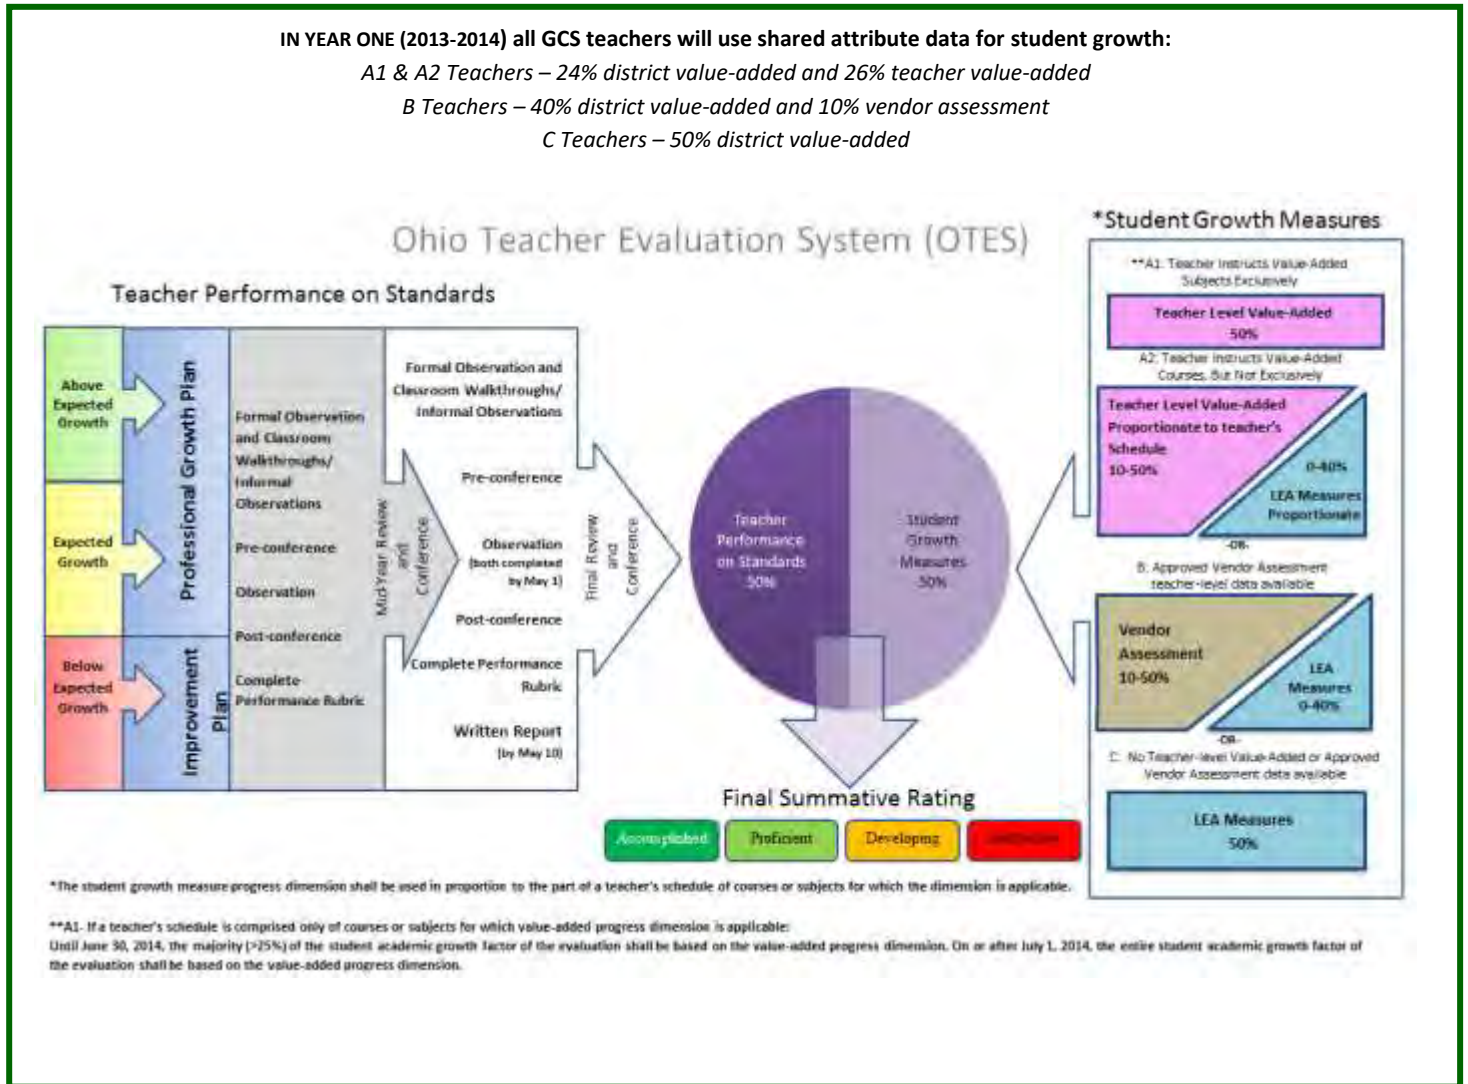 IN YEAR ONE (2013-2014) all GCS teachers will use shared attribute data for student growth:
A1 & A2 Teachers – 24% district value-added and 26% teacher value-added
B Teachers – 40% district value-added and 10% vendor assessment
C Teachers – 50% district value-added
Ohio Teacher Evaluation System (OTES)
Teacher Performance on Standards
Above
Expected
Growth
Expected
Growth
Below
Expected
Growth
Professional Growth Plan
Improvement
Plan
Formal Observation
and Classroom
Walkthroughs/
Informal
Observations
Pre-conference
Observation
Post-conference
Complete
Performance Rubric
Mid-Year Review
and
Conference
Formal Observation and
Classroom Walkthroughs/
Informal Observations
Pre-conference
Observation
(both completed
by May 1)
Post-conference
Complete Performance
Rubric
Written Report
(by May 10)
Final Review
and
Conference
Teacher
Performance
on Standards
50%
Student
Growth
Measures
50%
Final Summative Rating
Accomplished
Proficient
Developing
*Student Growth Measures
**A1: Teacher Instructs Value-Added
Subjects Exclusively
Teacher Level Value-Added
50%
A2: Teacher Instructs Value-Added
Courses, But Not Exclusively
Teacher Level Value-Added
Proportionate to teacher's
Schedule
10-50%
0-40%
LEA Measures
Proportionate
-OR-
B: Approved Vendor Assessment
teacher-level data available
Vendor
Assessment
10-50%
LEA
Measures
0-40%
-OR-
C: No Teacher-level Value-Added or Approved
Vendor Assessment data available
LEA Measures
50%
*The student growth measure progress dimension shall be used in proportion to the part of a teacher's schedule of courses or subjects for which the dimension is applicable.
**A1- If a teacher's schedule is comprised only of courses or subjects for which value-added progress dimension is applicable:
Until June 30, 2014, the majority (>25%) of the student academic growth factor of the evaluation shall be based on the value-added progress dimension. On or after July 1, 2014, the entire student academic growth factor of
the evaluation shall be based on the value-added progress dimension.